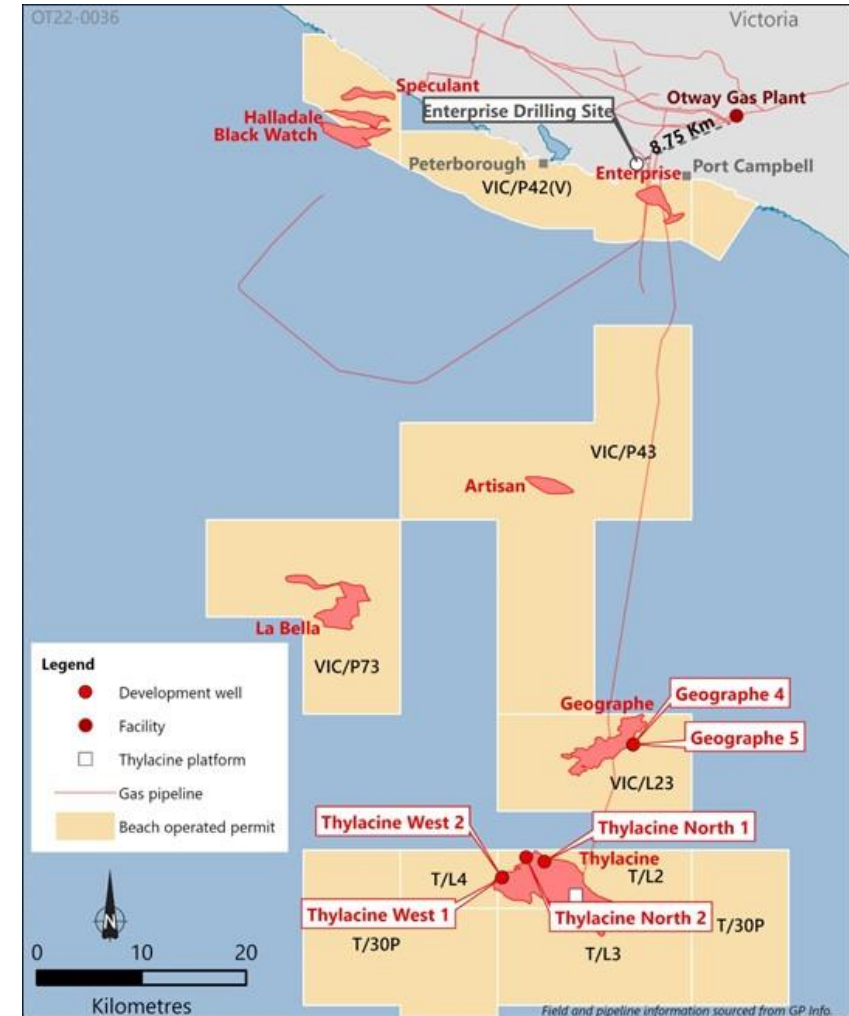 OT22-0036
Victoria
Speculant
Otway Gas Plant
Halladale
Enterprise Drilling Site
Black Watch
8.75 Km
Peterborough
Enterprise
Port Campbell
VIC/P42(V)
VIC/P43
Artisan
La Bella
VIC/P73
Legend
Development well
Facility
Thylacine platform
Gas pipeline
Beach operated permit
Geographe
Geographe 4
Geographe 5
VIC/L23
Thylacine West 2
Thylacine North 1
Thylacine
T/L4
T/L2
Thylacine West 1
Thylacine North 2
T/30P
T/L3
T/30P
N
0 10 20
Kilometres
Field and pipeline information sourced from GP Info.